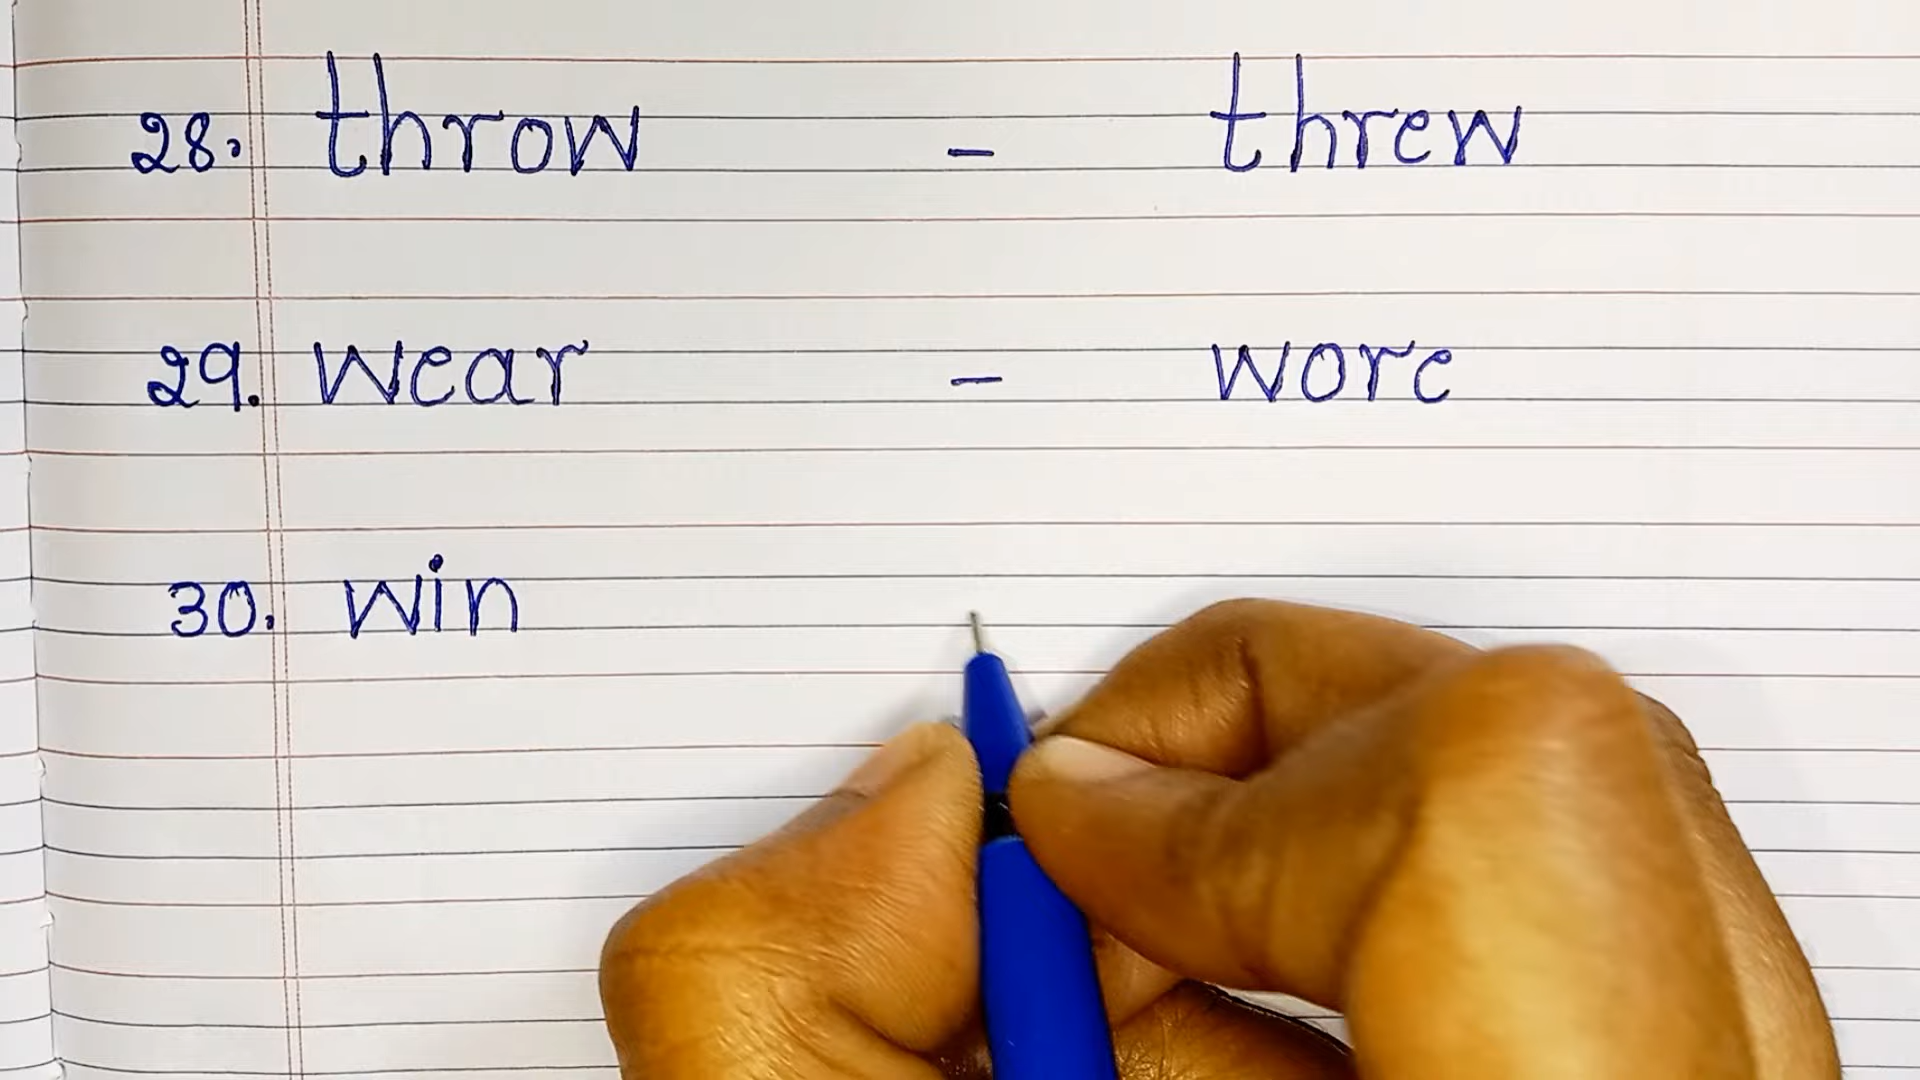 28. throw - threw
29. wear - wore
30. win